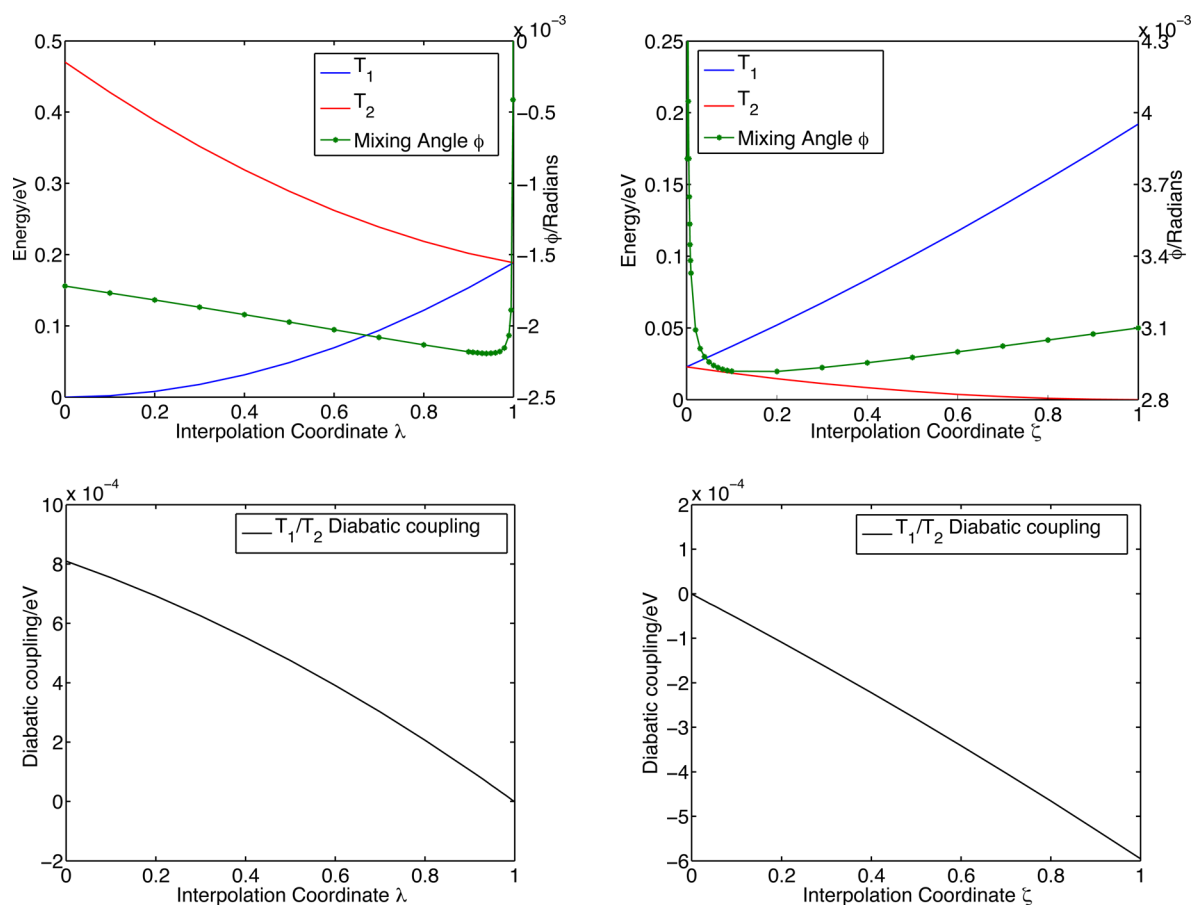 x 10⁻³
0.5
0.4
0.3
0.2
0.1
0
Energy/eV
T₁
T₂
Mixing Angle ϕ
0
−0.5
−1
−1.5
−2
−2.5
ϕ/Radians
0 0.2 0.4 0.6 0.8 1
Interpolation Coordinate λ
x 10⁻³
0.25
0.2
0.15
0.1
0.05
0
Energy/eV
T₁
T₂
Mixing Angle ϕ
4.3
4
3.7
3.4
3.1
2.8
ϕ/Radians
0 0.2 0.4 0.6 0.8 1
Interpolation Coordinate ζ
x 10⁻⁴
10
8
6
4
2
0
−2
Diabatic coupling/eV
T₁/T₂ Diabatic coupling
0 0.2 0.4 0.6 0.8 1
Interpolation Coordinate λ
x 10⁻⁴
2
1
0
−1
−2
−3
−4
−5
−6
Diabatic coupling/eV
T₁/T₂ Diabatic coupling
0 0.2 0.4 0.6 0.8 1
Interpolation Coordinate ζ